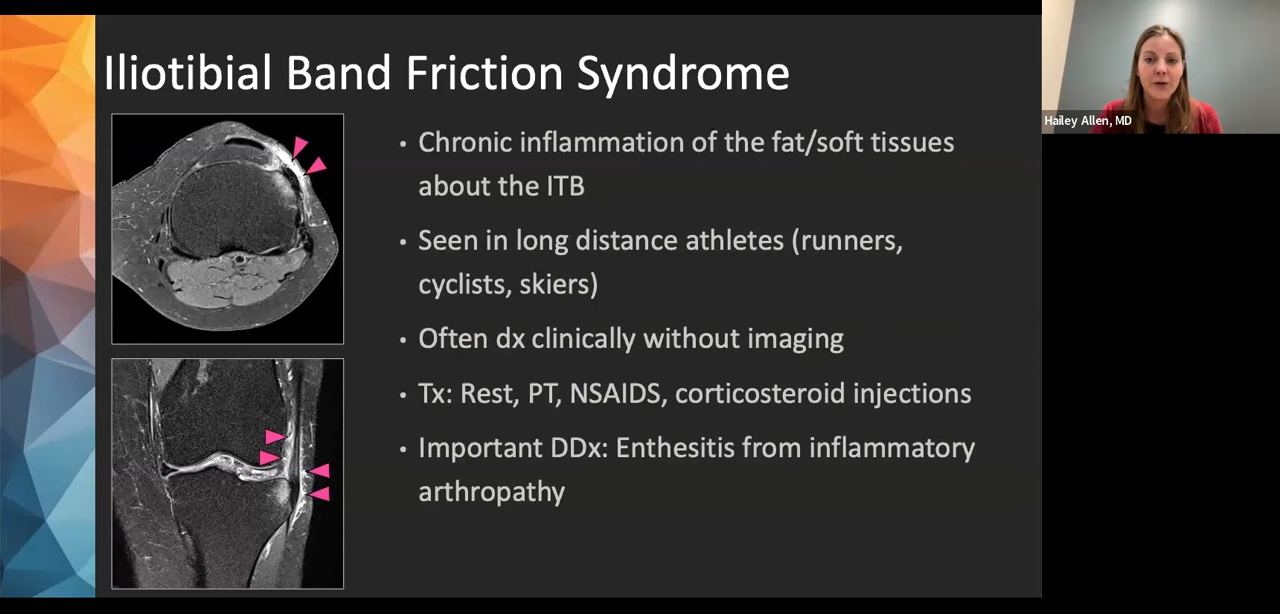 Iliotibial Band Friction Syndrome
• Chronic inflammation of the fat/soft tissues
about the ITB
• Seen in long distance athletes (runners,
cyclists, skiers)
• Often dx clinically without imaging
• Tx: Rest, PT, NSAIDS, corticosteroid injections
• Important DDx: Enthesitis from inflammatory
arthropathy
Hailey Allen, MD